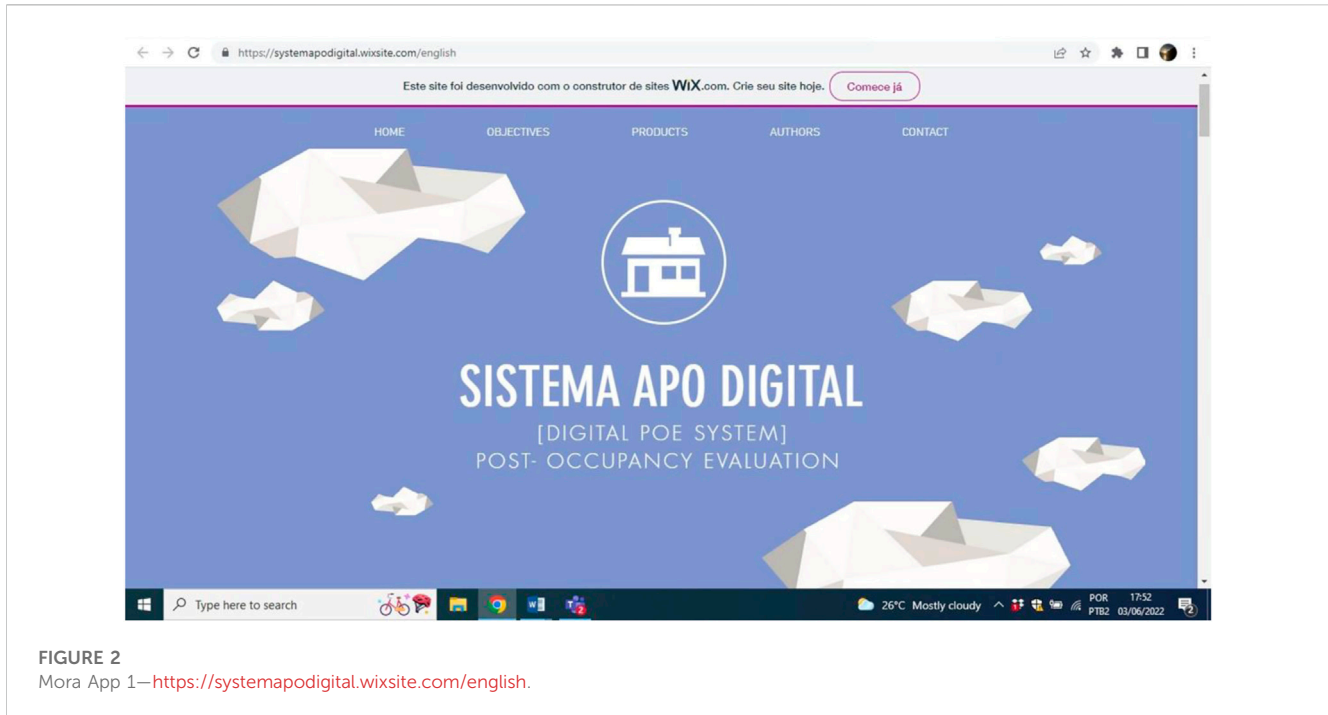 https://systemapodigital.wixsite.com/english
Este site foi desenvolvido com o construtor de sites WiX.com. Crie seu site hoje. Comece já
HOME OBJECTIVES PRODUCTS AUTHORS CONTACT
SISTEMA APO DIGITAL
[DIGITAL POE SYSTEM]
POST- OCCUPANCY EVALUATION
Type here to search
26°C Mostly cloudy
POR 17:52
PTB2 03/06/2022
2
FIGURE 2
Mora App 1—https://systemapodigital.wixsite.com/english.